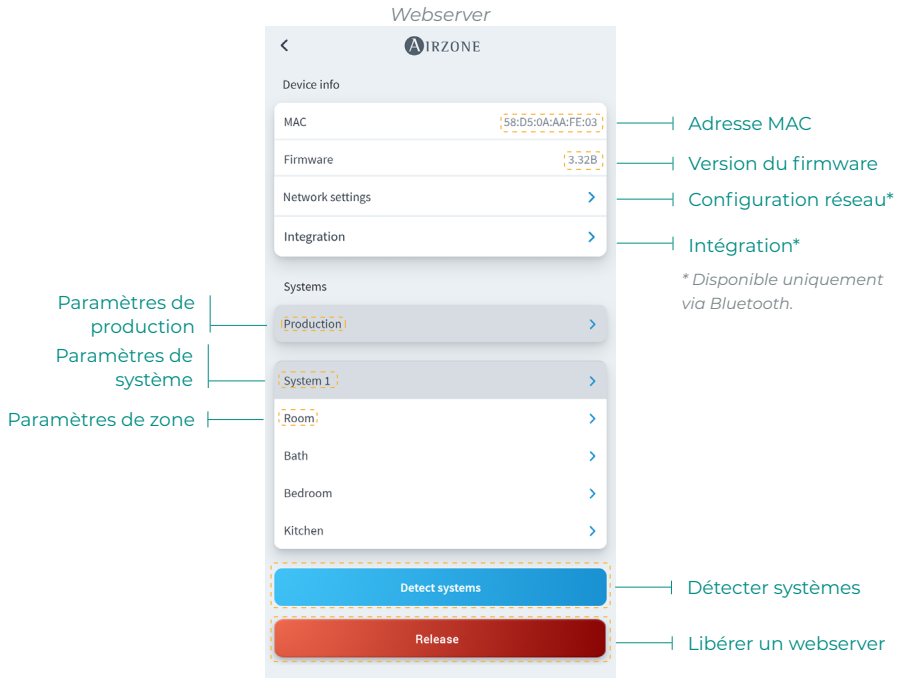 Webserver
AIRZONE
Device info
MAC 58:D5:0A:AA:FE:03
Adresse MAC
Firmware 3.32B
Version du firmware
Network settings
Configuration réseau*
Integration
Intégration*
* Disponible uniquement
via Bluetooth.
Systems
Paramètres de
production
Production
Paramètres de
système
System 1
Paramètres de zone
Room
Bath
Bedroom
Kitchen
Detect systems
Détecter systèmes
Release
Libérer un webserver